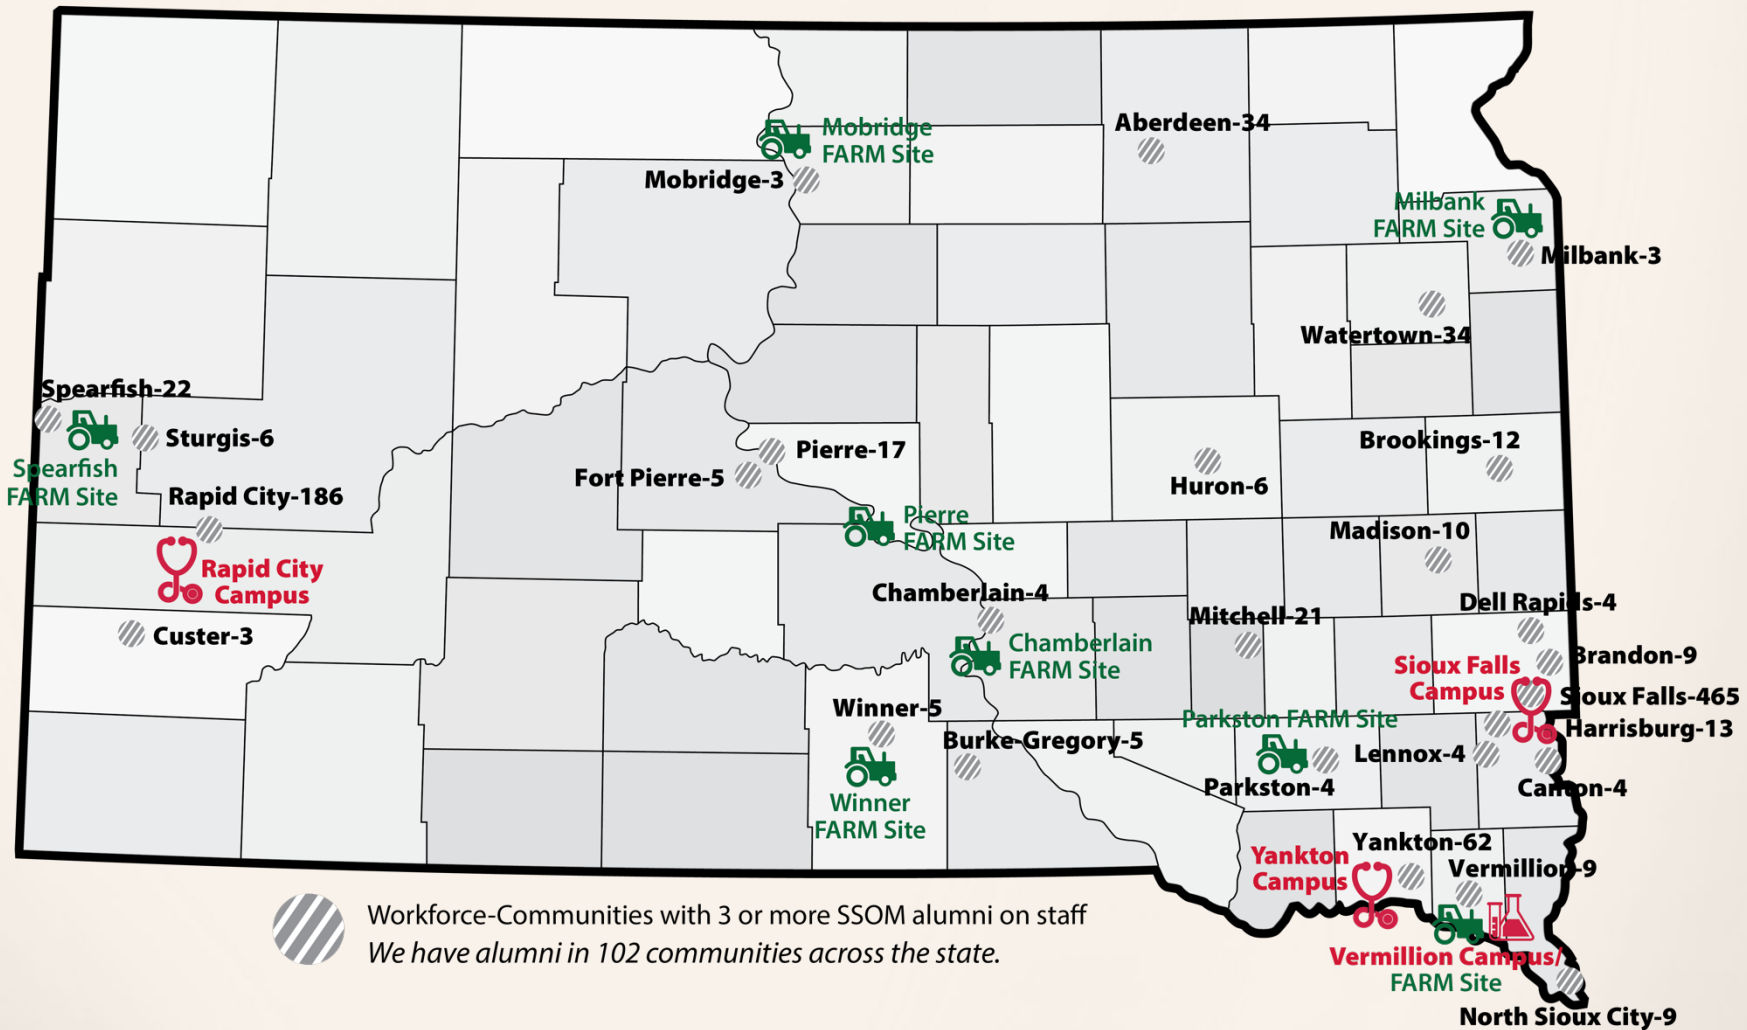 Aberdeen-34
Mobridge
FARM Site
Mobridge-3
Milbank
FARM Site
Milbank-3
Watertown-34
Spearfish-22
Sturgis-6
Spearfish
FARM Site
Rapid City-186
Rapid City
Campus
Custer-3
Pierre-17
Fort Pierre-5
Pierre
FARM Site
Huron-6
Brookings-12
Madison-10
Chamberlain-4
Chamberlain
FARM Site
Mitchell-21
Dell Rapids-4
Brandon-9
Sioux Falls
Campus
Sioux Falls-465
Harrisburg-13
Winner-5
Winner
FARM Site
Burke-Gregory-5
Parkston FARM Site
Parkston-4
Lennox-4
Canton-4
Yankton-62
Yankton
Campus
Vermillion-9
Vermillion Campus/
FARM Site
North Sioux City-9
Workforce-Communities with 3 or more SSOM alumni on staff
We have alumni in 102 communities across the state.